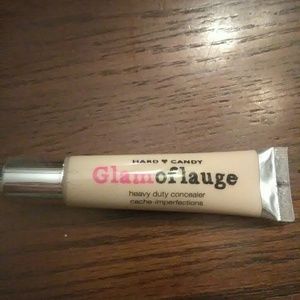 HARD ♥ CANDY
Glamoflauge
heavy duty concealer
cache-imperfections